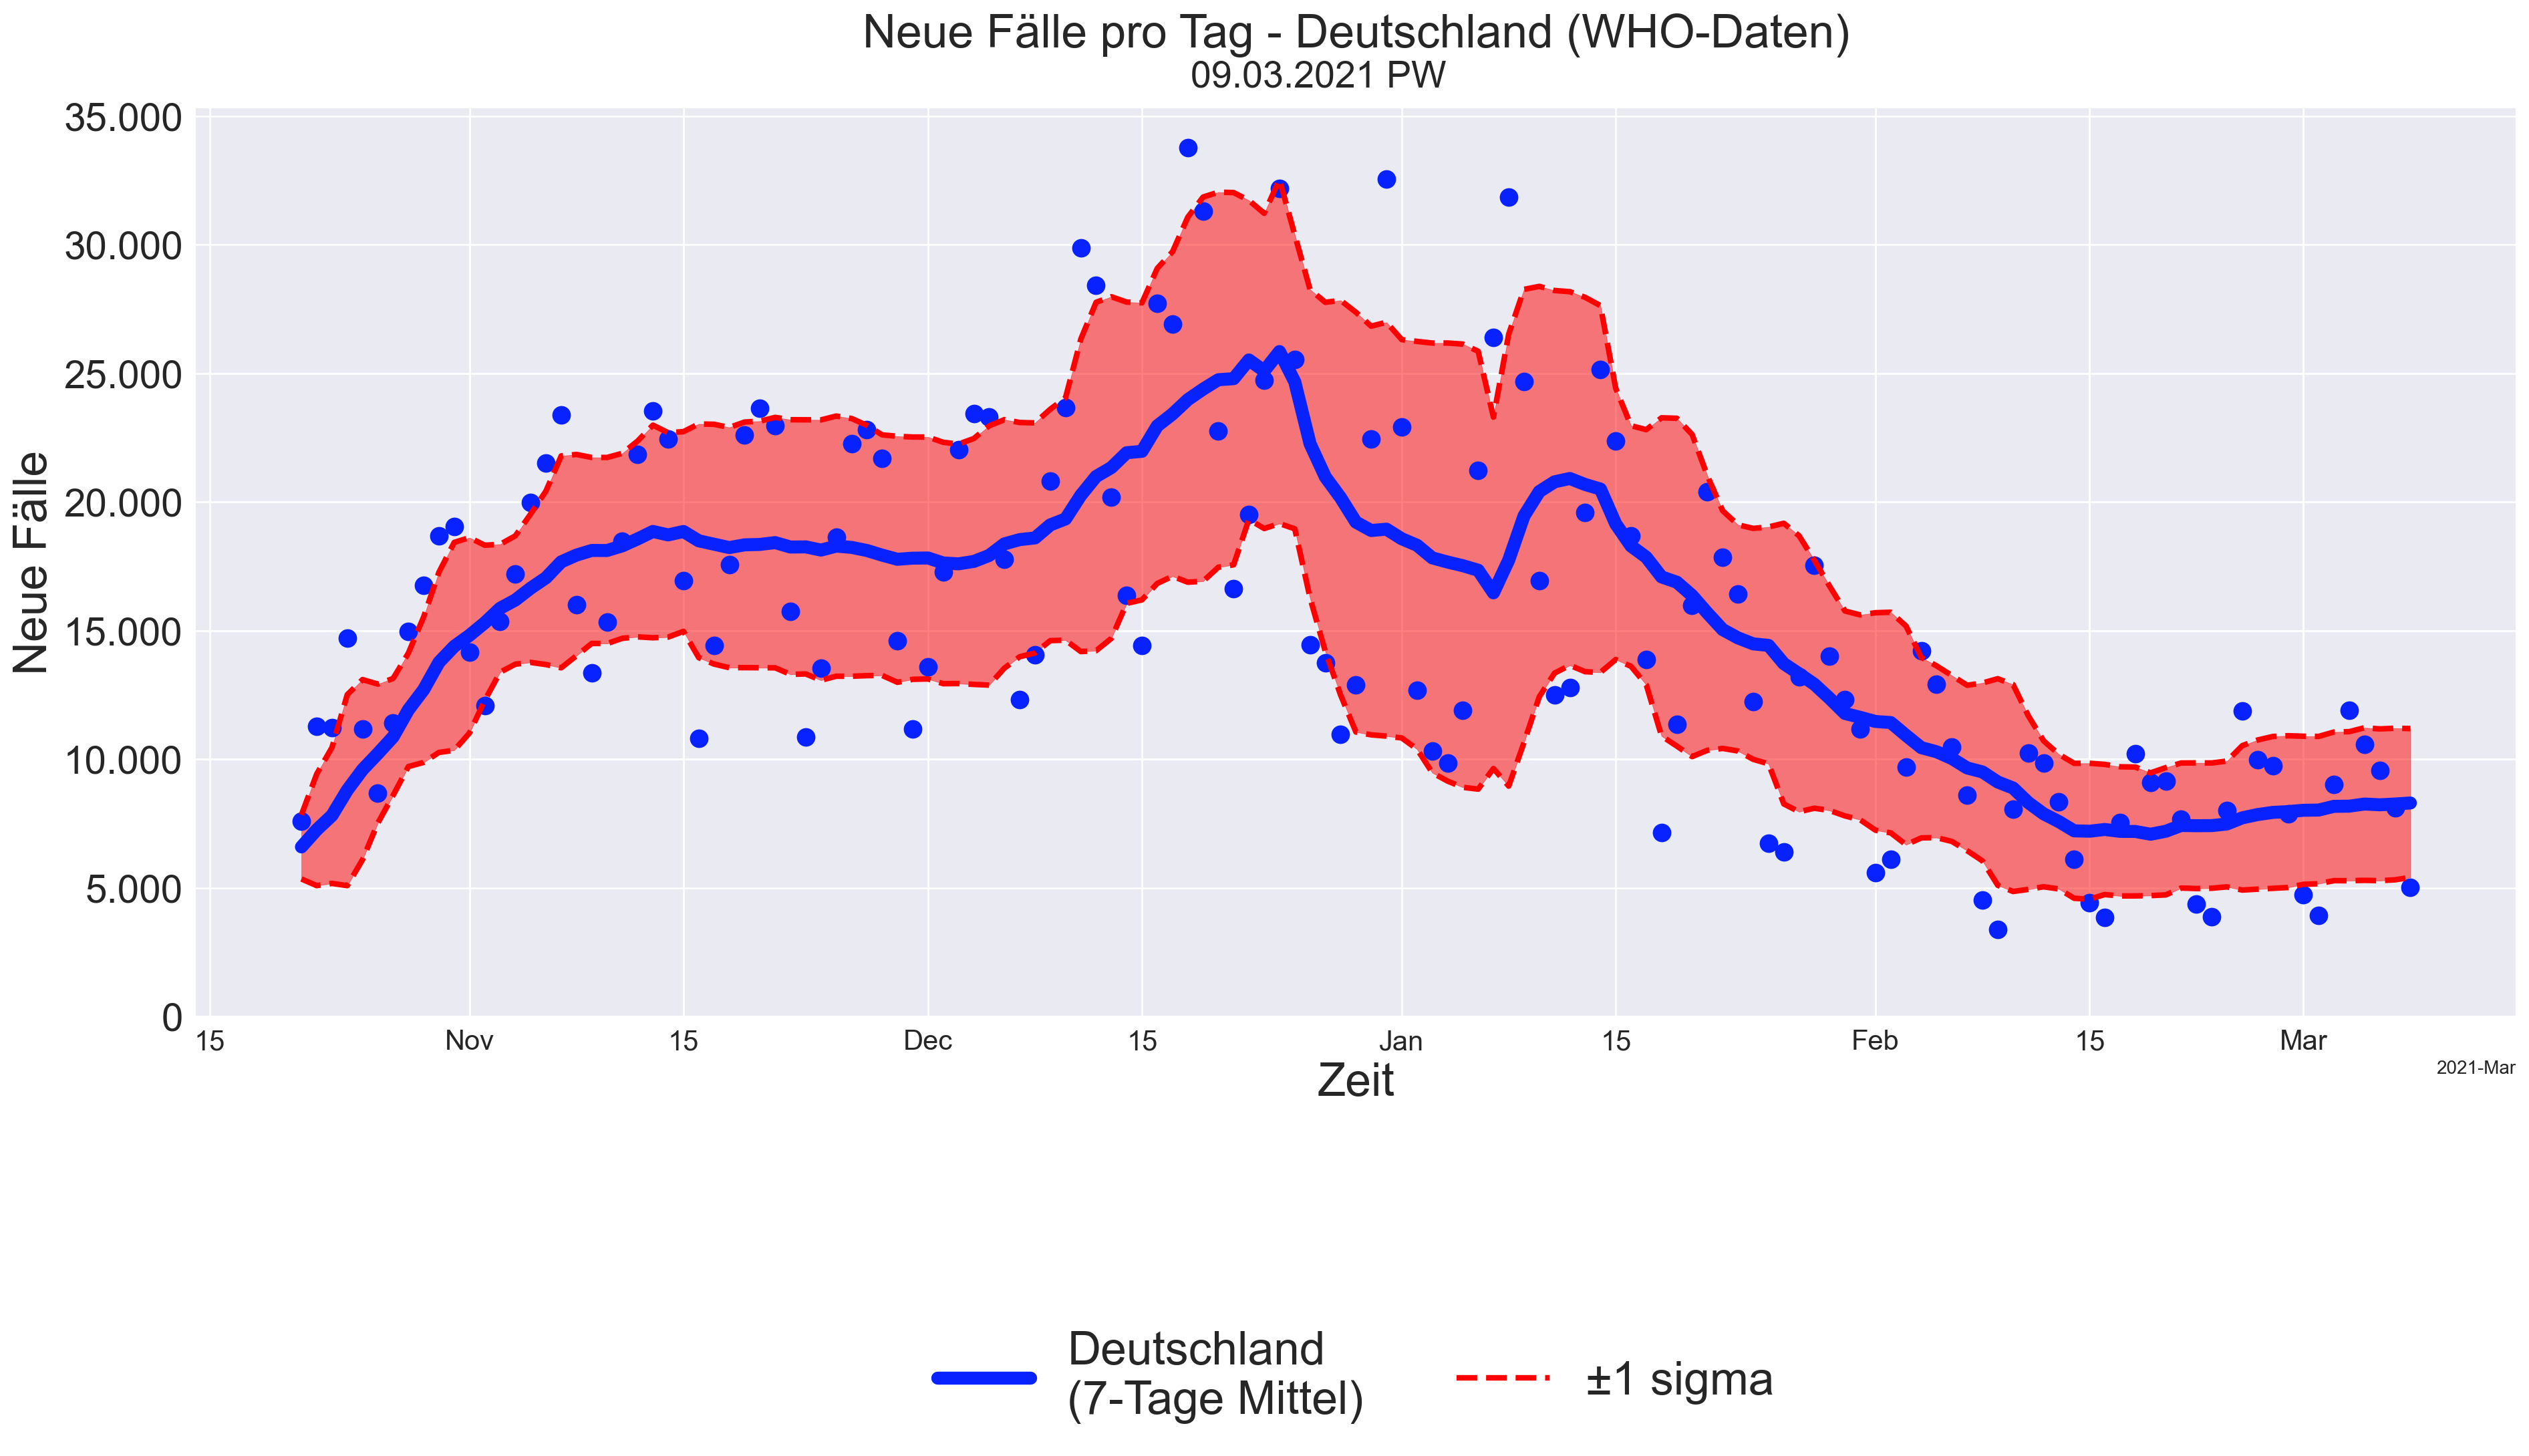 Neue Fälle pro Tag - Deutschland (WHO-Daten)
09.03.2021 PW
Neue Fälle
35.000
30.000
25.000
20.000
15.000
10.000
5.000
0
15 Nov 15 Dec 15 Jan 15 Feb 15 Mar
2021-Mar
Zeit
Deutschland
(7-Tage Mittel)
±1 sigma